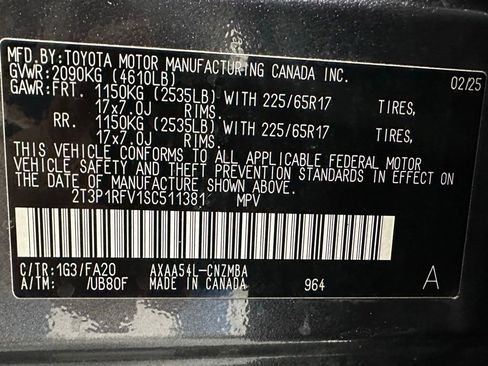 MFD.BY:TOYOTA MOTOR MANUFACTURING CANADA INC.
GVWR:2090KG (4610LB) 02/25
GAWR:FRT. 1150KG (2535LB) WITH 225/65R17 TIRES,
17x7.0J RIMS.
RR. 1150KG (2535LB) WITH 225/65R17 TIRES,
17x7.0J RIMS.
THIS VEHICLE CONFORMS TO ALL APPLICABLE FEDERAL MOTOR
VEHICLE SAFETY AND THEFT PREVENTION STANDARDS IN EFFECT ON
THE DATE OF MANUFACTURE SHOWN ABOVE.
2T3P1RFV1SC511381 MPV
C/TR:1G3/FA20 AXAA54L-CNZMBA A
A/TM: /UB80F MADE IN CANADA 964